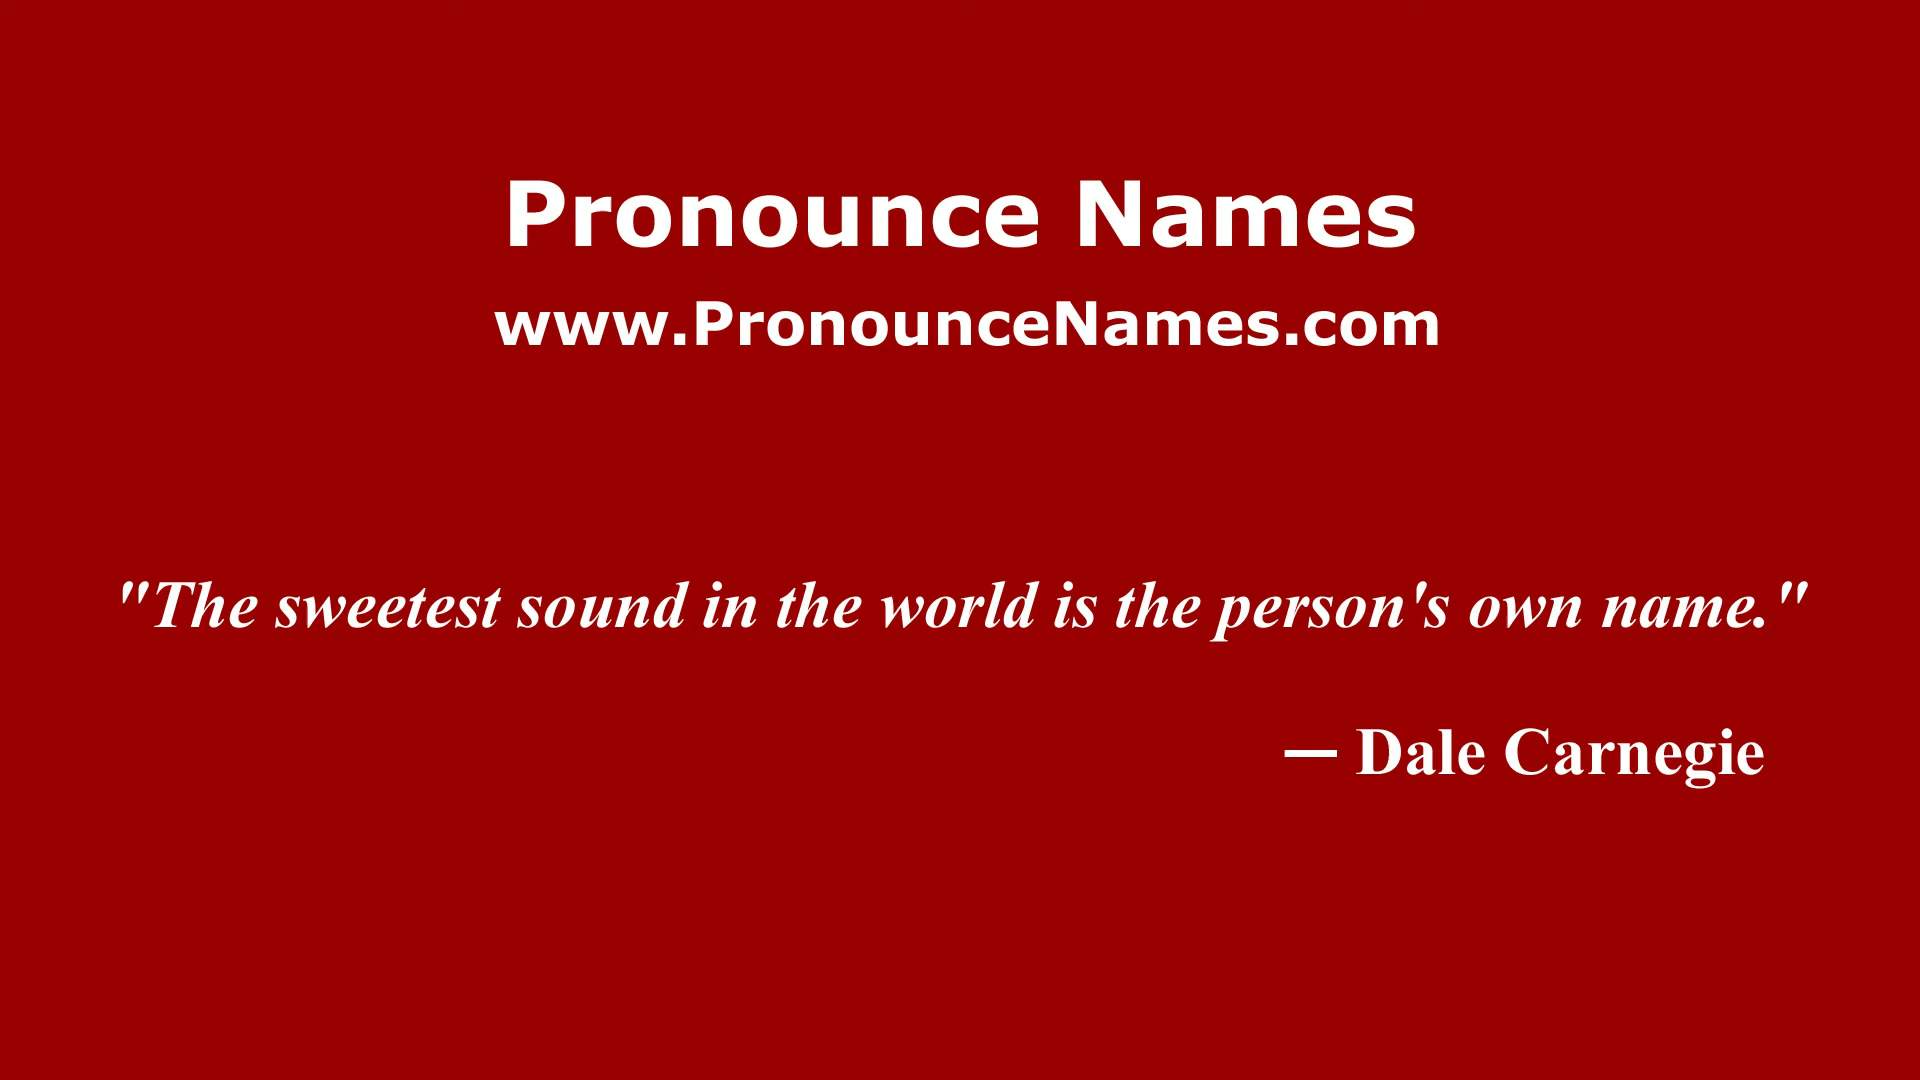 Pronounce Names
www.PronounceNames.com
"The sweetest sound in the world is the person's own name."
— Dale Carnegie